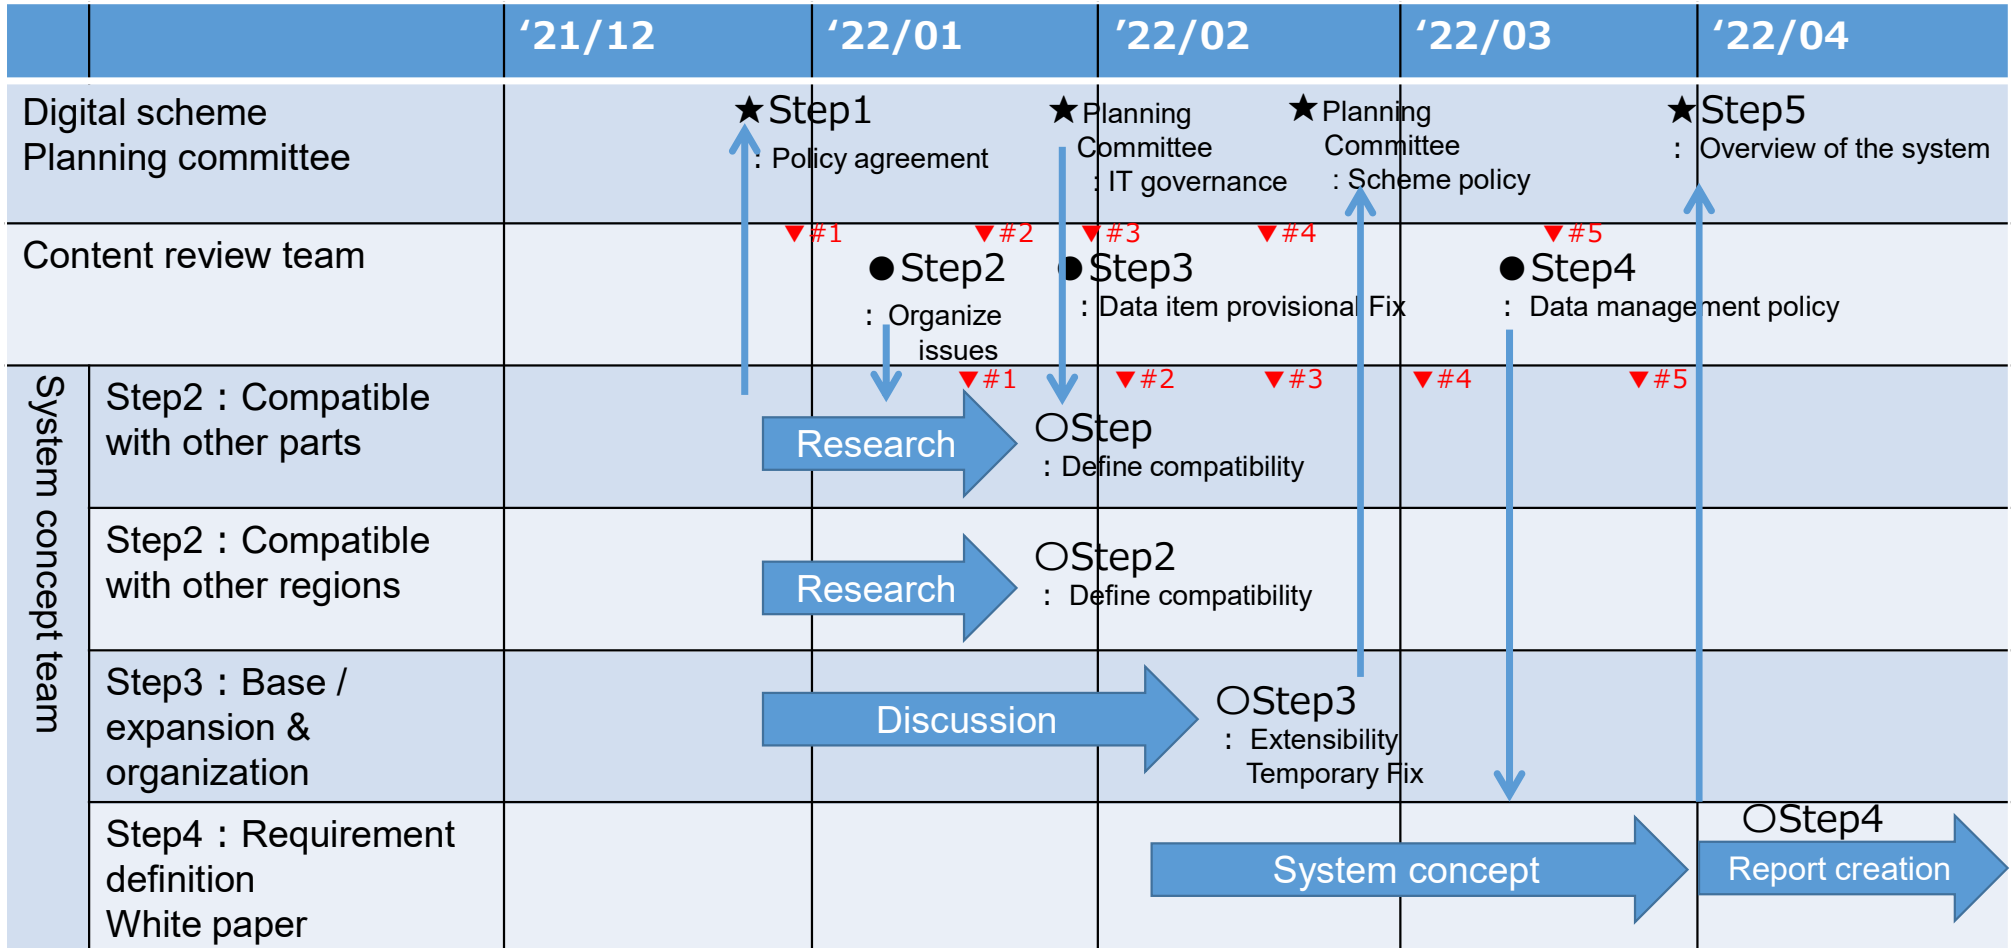 ‘21/12 ‘22/01 ’22/02 ‘22/03 ‘22/04
Digital scheme
Planning committee
★Step1
: Policy agreement
★Planning
Committee
: IT governance
★Planning
Committee
: Scheme policy
★Step5
: Overview of the system
Content review team
▼#1 ▼#2 ▼#3 ▼#4 ▼#5
●Step2
: Organize
issues
●Step3
: Data item provisional Fix
●Step4
: Data management policy
System concept team
Step2 : Compatible
with other parts
▼#1 ▼#2 ▼#3 ▼#4 ▼#5
Research
○Step
: Define compatibility
Step2 : Compatible
with other regions
Research
○Step2
: Define compatibility
Step3 : Base /
expansion &
organization
Discussion
○Step3
: Extensibility
Temporary Fix
Step4 : Requirement
definition
White paper
System concept
○Step4
Report creation